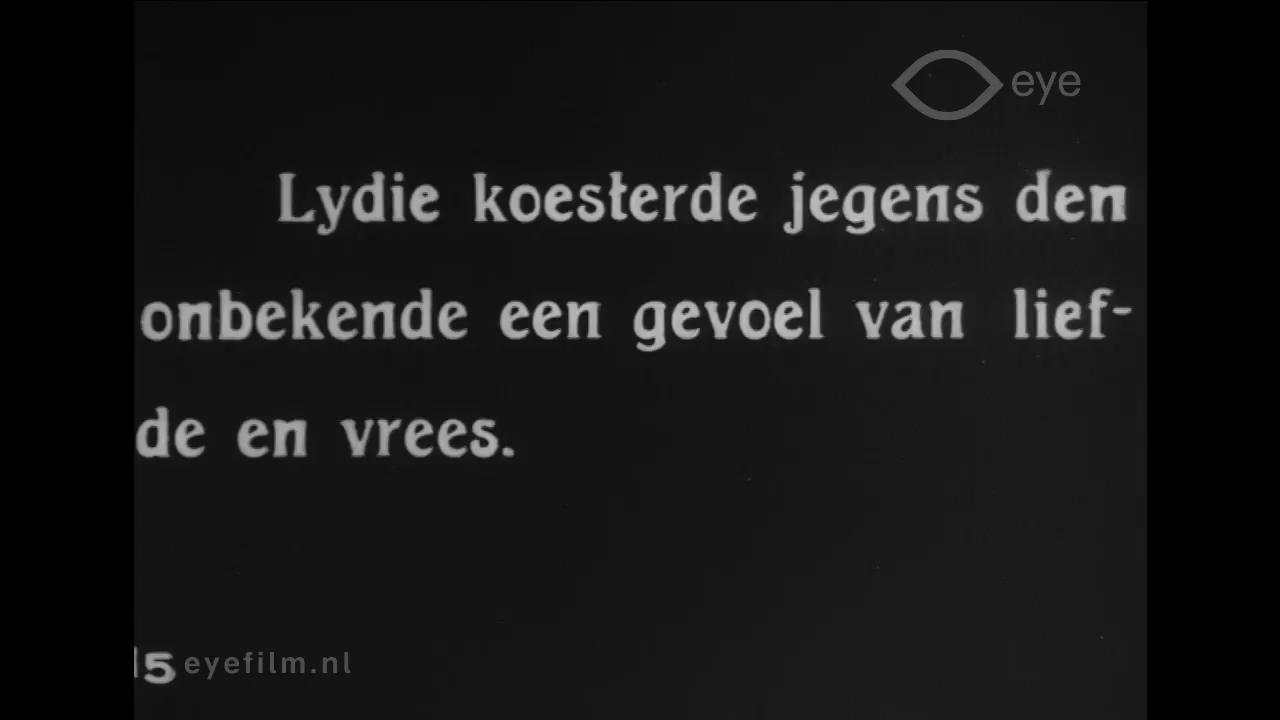 eye
Lydie koesterde jegens den
onbekende een gevoel van lief-
de en vrees.
15 eyefilm.nl